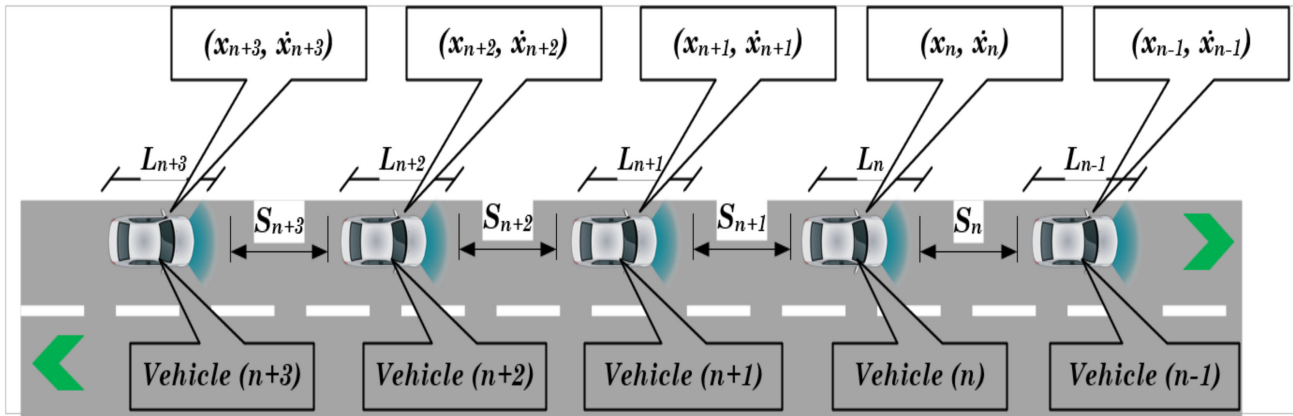 (xn+3, ẋn+3) (xn+2, ẋn+2) (xn+1, ẋn+1) (xn, ẋn) (xn-1, ẋn-1)
Ln+3 Ln+2 Ln+1 Ln Ln-1
Sn+3 Sn+2 Sn+1 Sn
Vehicle (n+3) Vehicle (n+2) Vehicle (n+1) Vehicle (n) Vehicle (n-1)